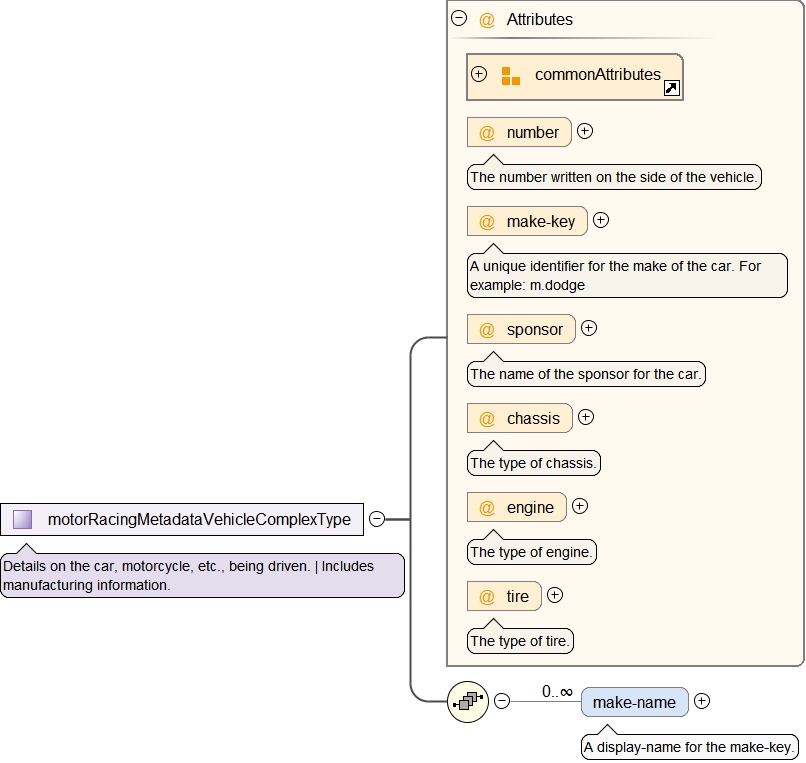 Attributes
commonAttributes
@ number
The number written on the side of the vehicle.
@ make-key
A unique identifier for the make of the car. For
example: m.dodge
@ sponsor
The name of the sponsor for the car.
@ chassis
The type of chassis.
@ engine
The type of engine.
@ tire
The type of tire.
motorRacingMetadataVehicleComplexType
Details on the car, motorcycle, etc., being driven. | Includes
manufacturing information.
0..∞
make-name
A display-name for the make-key.